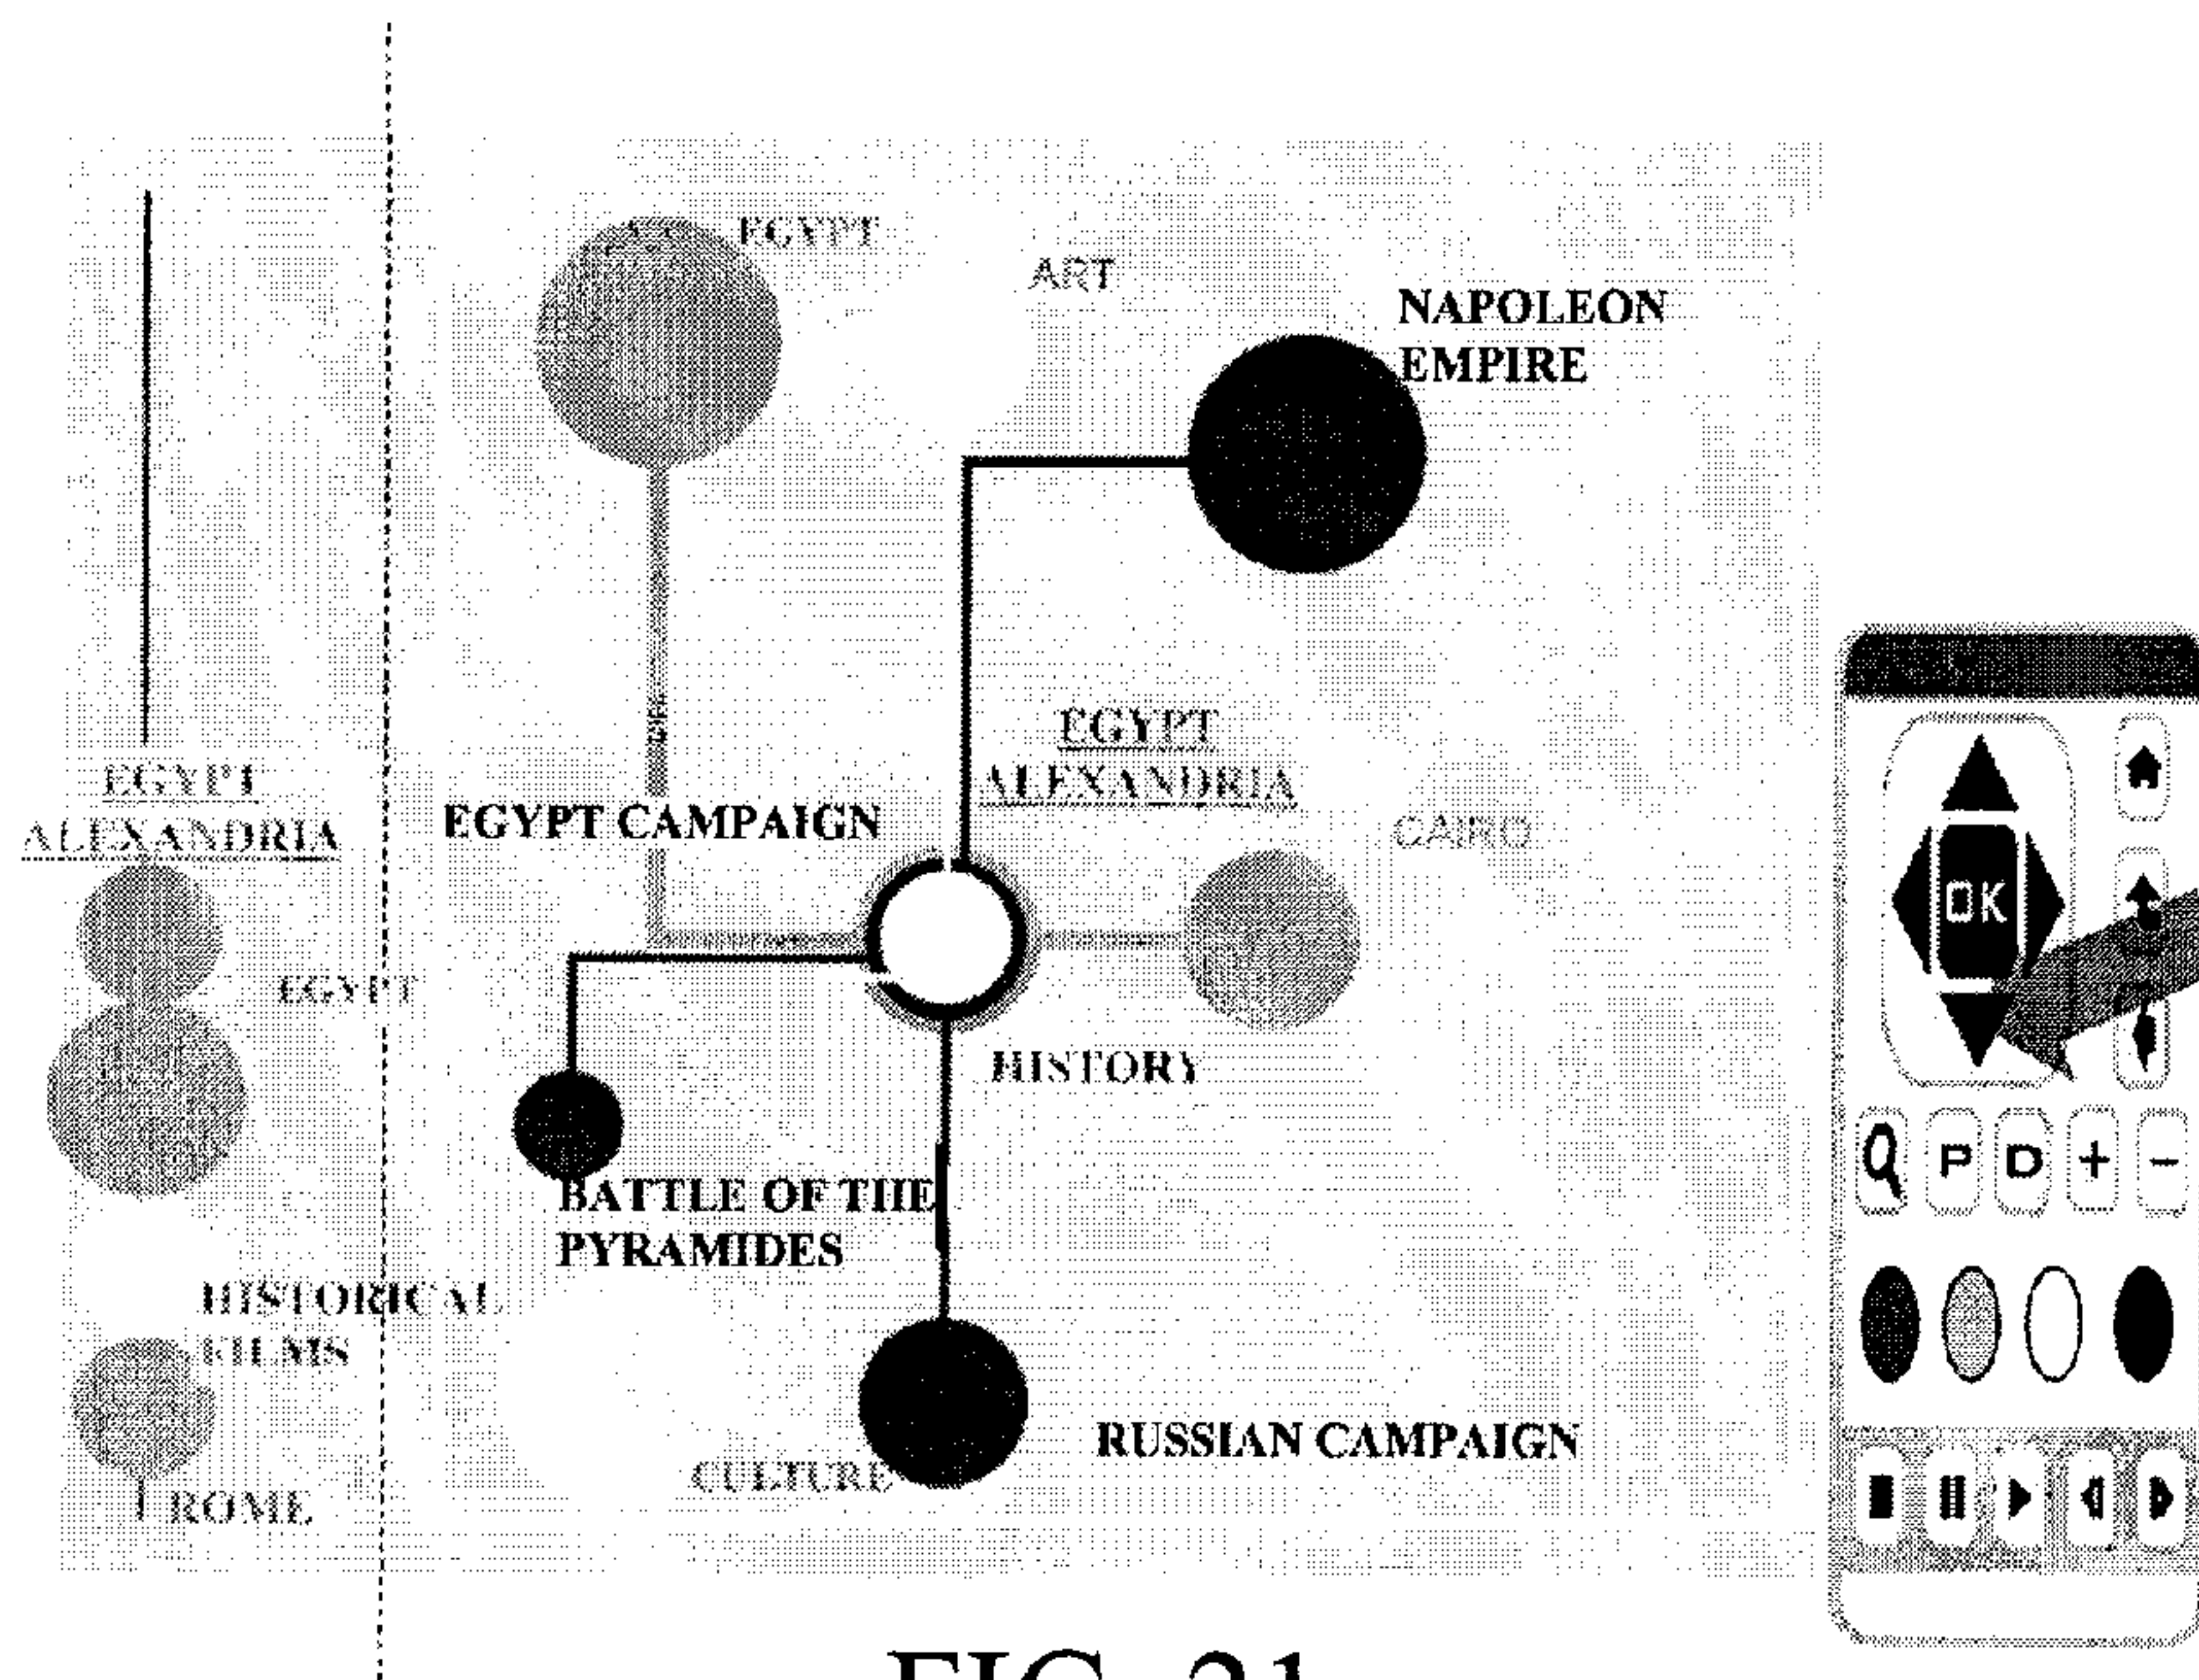 EGYPT
ALEXANDRIA
EGYPT
HISTORICAL
FILMS
ROME
EGYPT
ART
NAPOLEON
EMPIRE
EGYPT
ALEXANDRIA
EGYPT CAMPAIGN
CAIRO
HISTORY
BATTLE OF THE
PYRAMIDES
RUSSIAN CAMPAIGN
CULTURE
OK
P D + -
FIG. 21